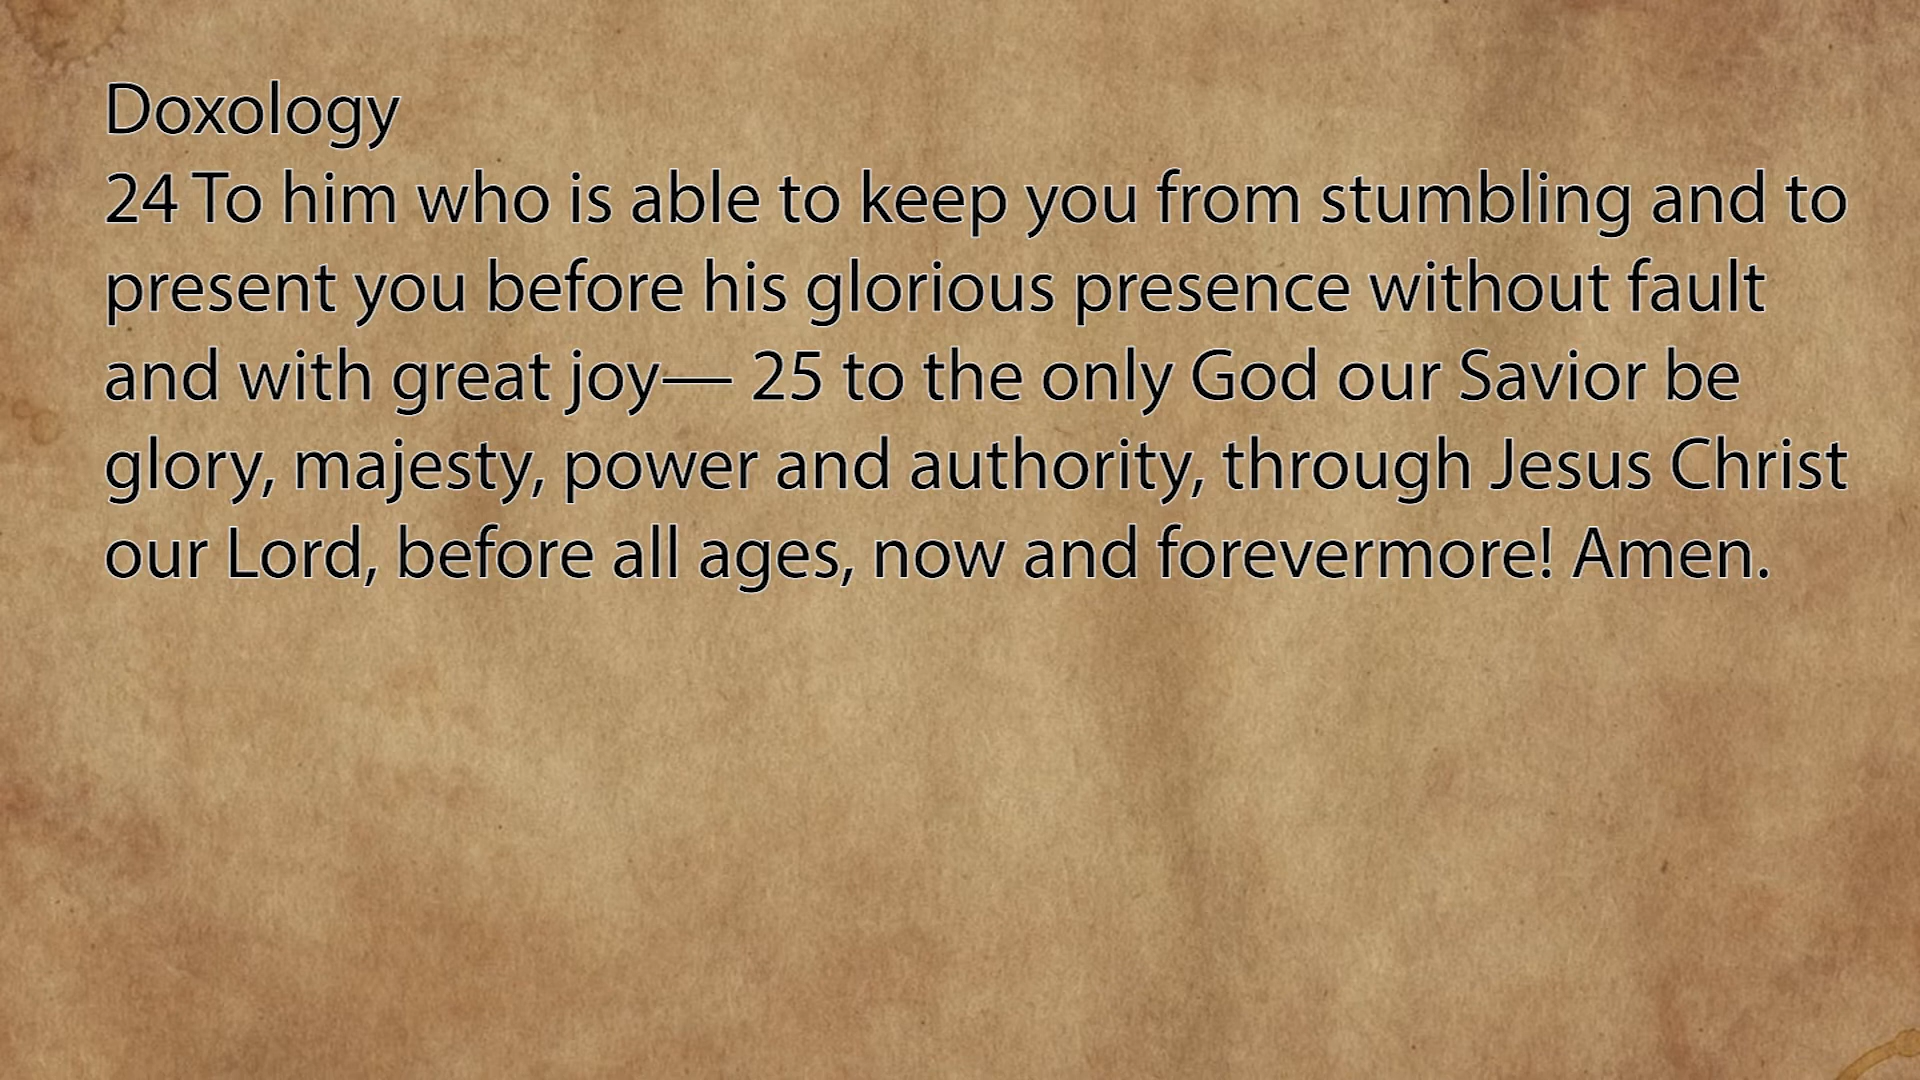 Doxology
24 To him who is able to keep you from stumbling and to
present you before his glorious presence without fault
and with great joy— 25 to the only God our Savior be
glory, majesty, power and authority, through Jesus Christ
our Lord, before all ages, now and forevermore! Amen.